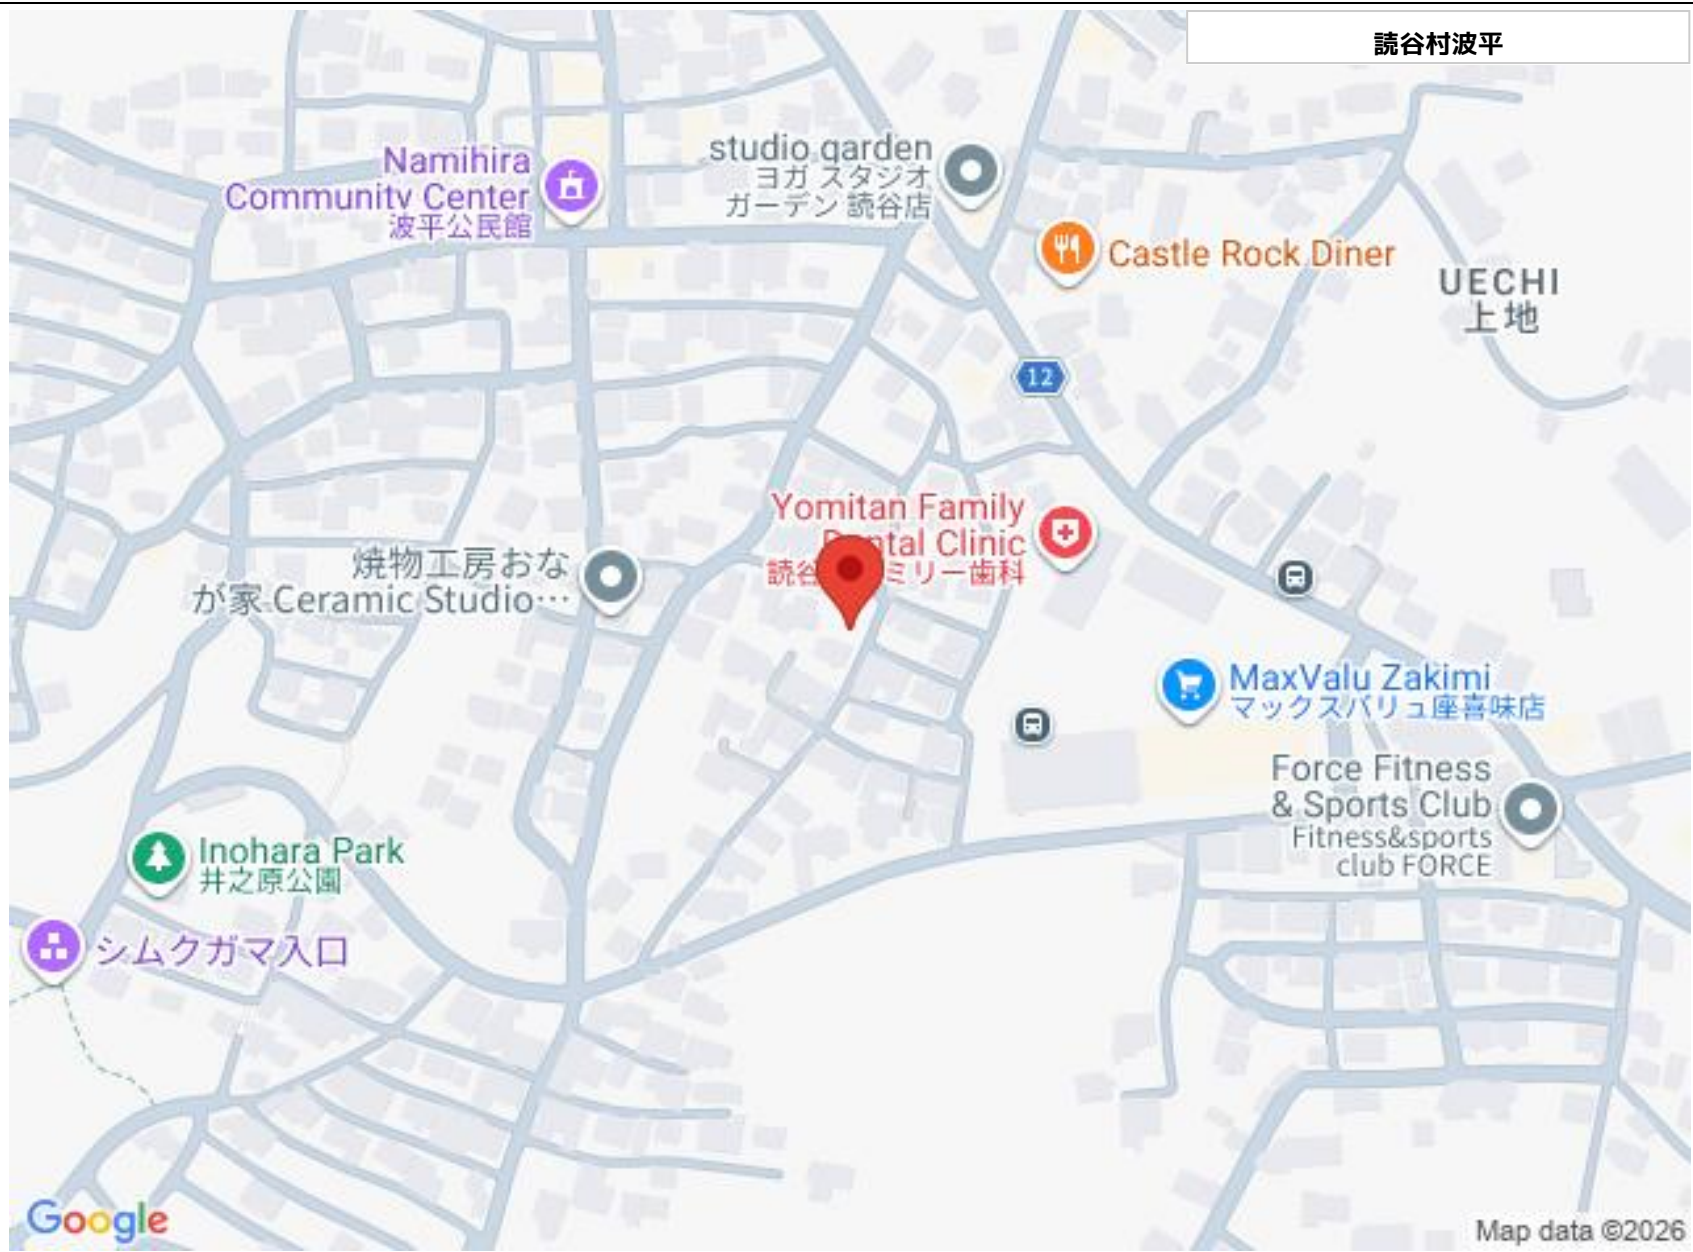 読谷村波平
Namihira
Community Center
波平公民館
studio garden
ヨガ スタジオ
ガーデン 読谷店
Castle Rock Diner
UECHI
上地
12
Yomitan Family
Dental Clinic
読谷 ミリー歯科
焼物工房おな
が家 Ceramic Studio…
MaxValu Zakimi
マックスバリュ座喜味店
Force Fitness
& Sports Club
Fitness&sports
club FORCE
Inohara Park
井之原公園
シムクガマ入口
Google
Map data ©2026